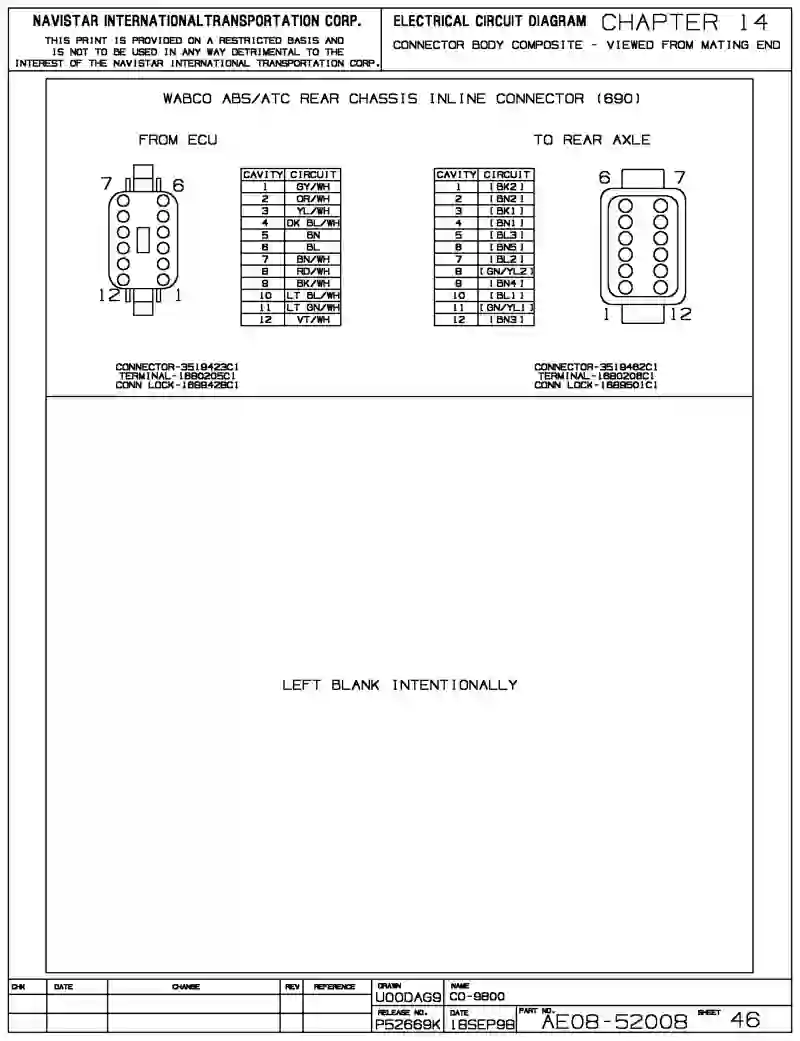 NAVISTAR INTERNATIONALTRANSPORTATION CORP.
THIS PRINT IS PROVIDED ON A RESTRICTED BASIS AND
IS NOT TO BE USED IN ANY WAY DETRIMENTAL TO THE
INTEREST OF THE NAVISTAR INTERNATIONAL TRANSPORTATION CORP.
ELECTRICAL CIRCUIT DIAGRAM CHAPTER 14
CONNECTOR BODY COMPOSITE - VIEWED FROM MATING END
WABCO ABS/ATC REAR CHASSIS INLINE CONNECTOR (690)
FROM ECU
7 6
12 1
CAVITY CIRCUIT
1 GY/WH
2 OR/WH
3 YL/WH
4 DK BL/WH
5 BN
6 BL
7 BN/WH
8 RD/WH
9 BK/WH
10 LT BL/WH
11 LT GN/WH
12 VT/WH
CONNECTOR-3519423C1
TERMINAL-1680205C1
CONN LOCK-1699428C1
TO REAR AXLE
CAVITY CIRCUIT
1 [BK2]
2 [BN2]
3 [BK1]
4 [BN1]
5 [BL3]
6 [BN5]
7 [BL2]
8 [GN/YL2]
9 [BN4]
10 [BL1]
11 [GN/YL1]
12 [BN3]
6 7
1 12
CONNECTOR-3519462C1
TERMINAL-1680208C1
CONN LOCK-1689501C1
LEFT BLANK INTENTIONALLY
CHK DATE CHANGE REV REFERENCE
DRAWN
U00DAG9
NAME
CO-9800
RELEASE NO.
P52669K
DATE
18SEP98
PART NO.
AE08-52008
SHEET 46